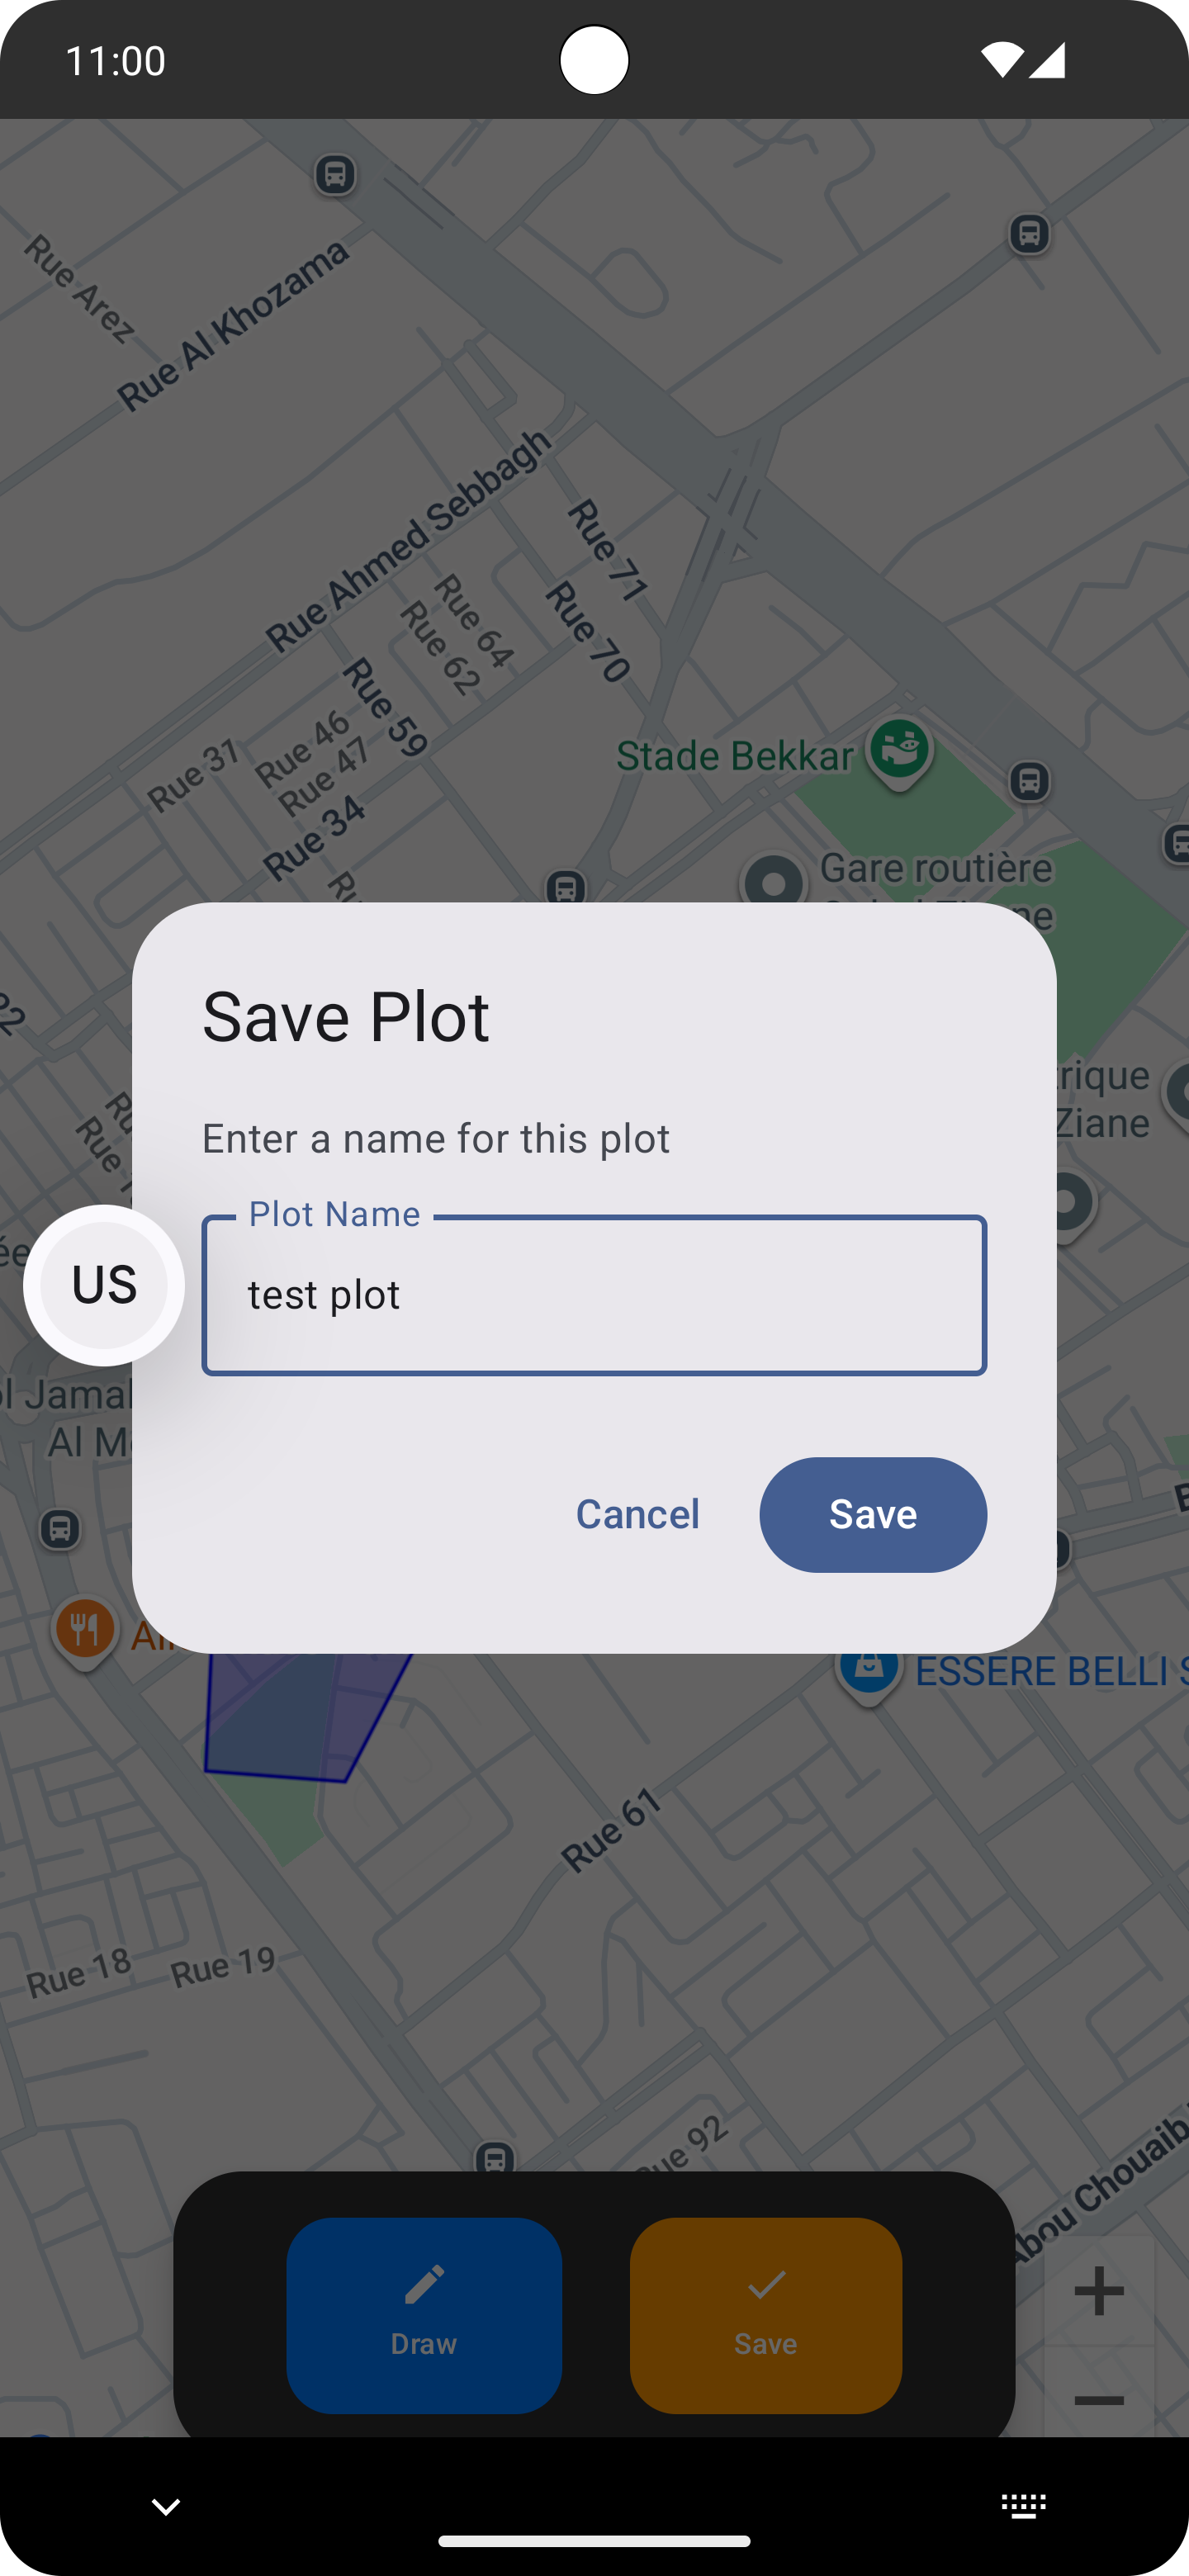 11:00
Rue Arez
Rue Al Khozama
Rue Ahmed Sebbagh
Rue 71
Rue 64
Rue 62
Rue 70
Rue 59
Rue 46
Rue 37
Rue 47
Rue 34
Stade Bekkar
Gare routière
Save Plot
Enter a name for this plot
Plot Name
US
test plot
Cancel
Save
ESSERE BELLI S
Rue 61
Rue 18
Rue 19
Rue 92
Abou Chouaib
Draw
Save